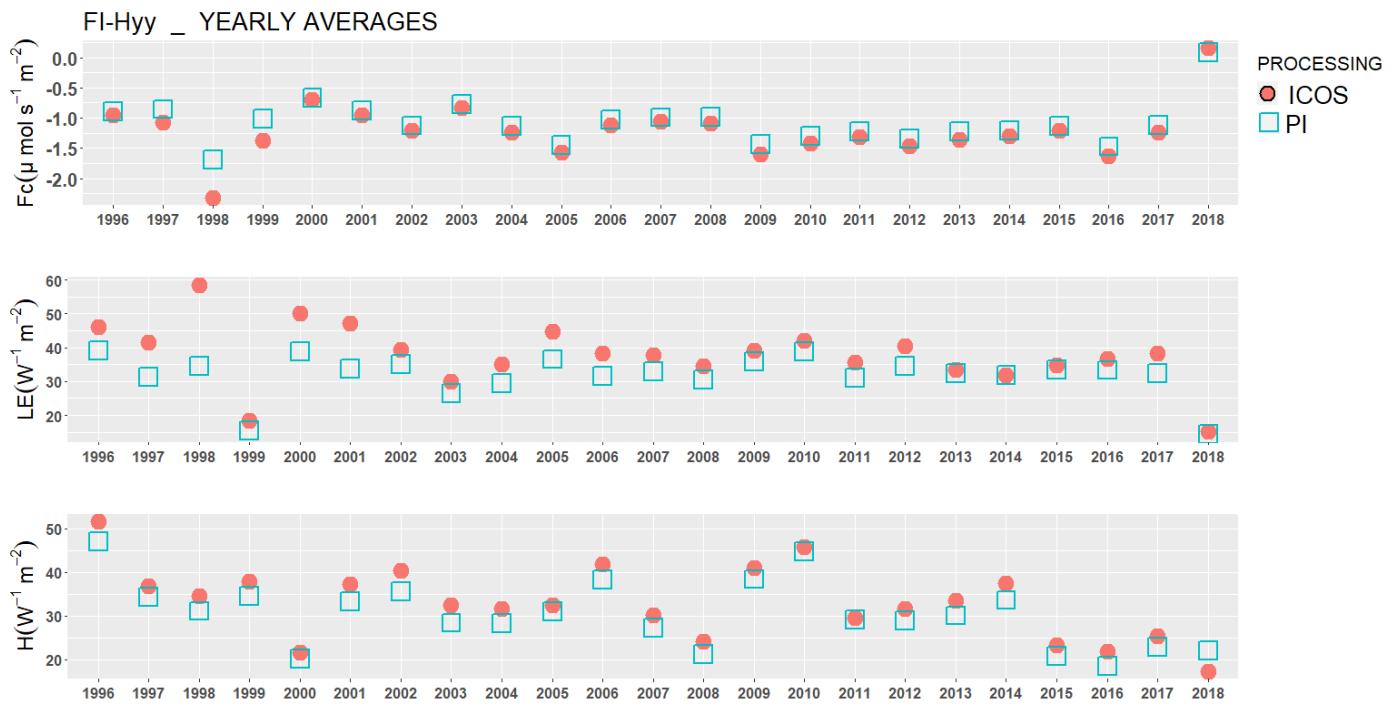 FI-Hyy _ YEARLY AVERAGES
Fc(μ mol s⁻¹ m⁻²)
0.0
-0.5
-1.0
-1.5
-2.0
1996 1997 1998 1999 2000 2001 2002 2003 2004 2005 2006 2007 2008 2009 2010 2011 2012 2013 2014 2015 2016 2017 2018
PROCESSING
ICOS
PI
LE(W⁻¹ m⁻²)
60
50
40
30
20
1996 1997 1998 1999 2000 2001 2002 2003 2004 2005 2006 2007 2008 2009 2010 2011 2012 2013 2014 2015 2016 2017 2018
H(W⁻¹ m⁻²)
50
40
30
20
1996 1997 1998 1999 2000 2001 2002 2003 2004 2005 2006 2007 2008 2009 2010 2011 2012 2013 2014 2015 2016 2017 2018